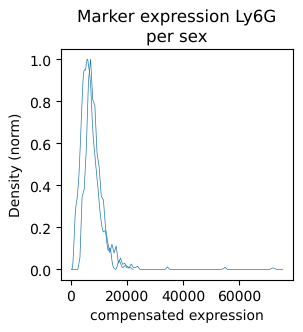 Marker expression Ly6G
per sex
Density (norm)
1.0
0.8
0.6
0.4
0.2
0.0
0
20000
40000
60000
compensated expression